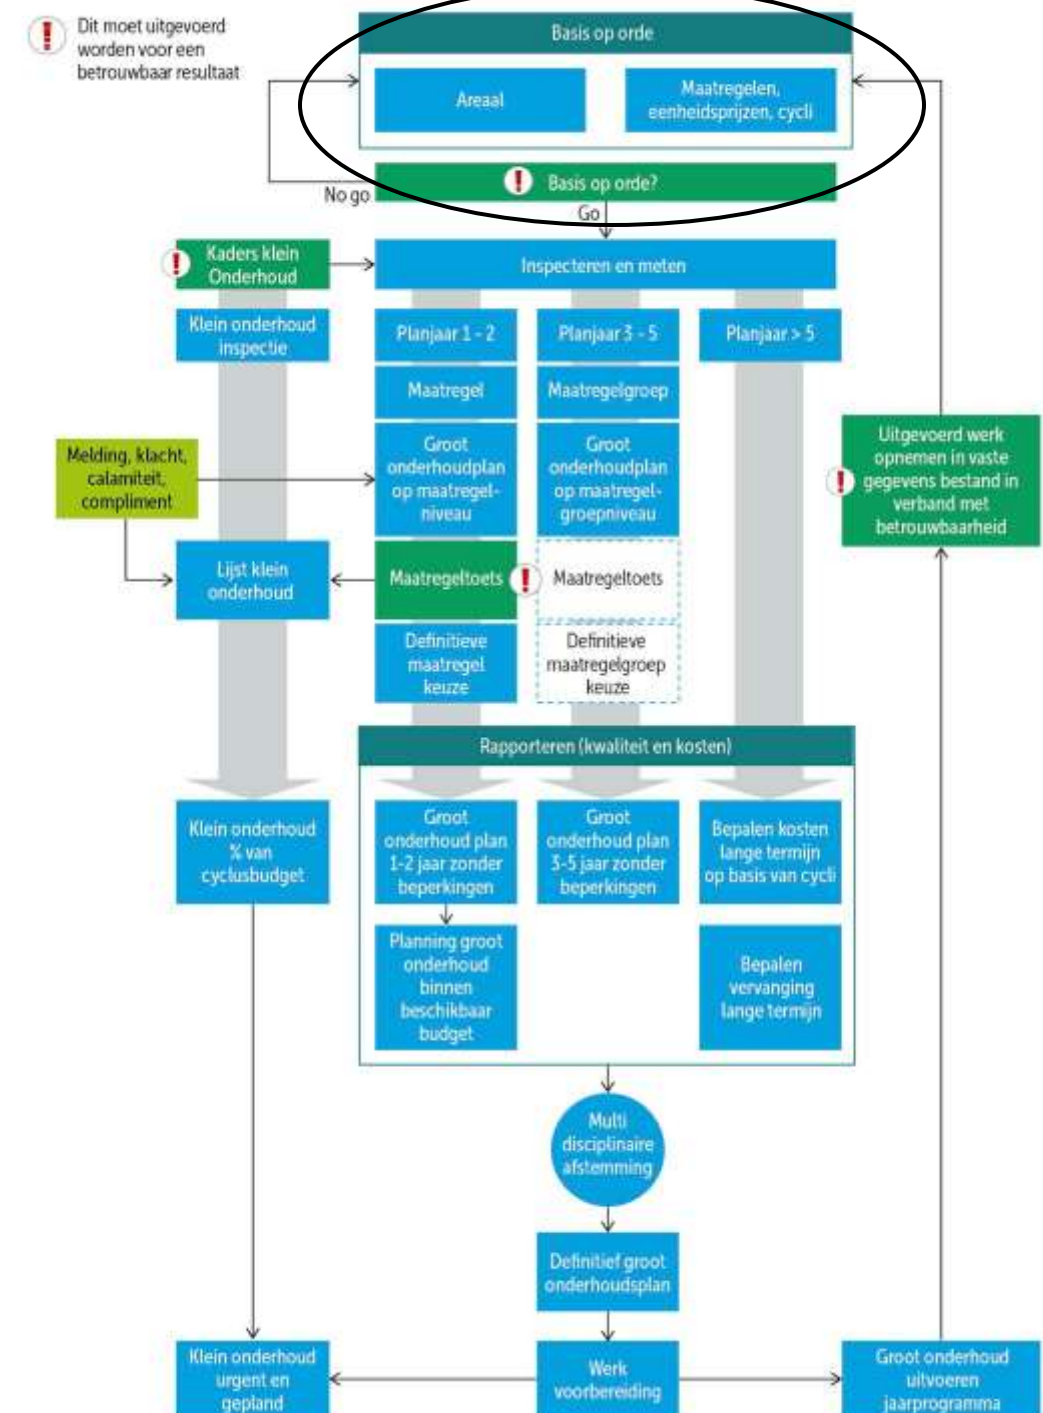 Dit moet uitgevoerd
worden voor een
betrouwbaar resultaat
Basis op orde
Areaal
Maatregelen,
eenheidsprijzen, cycli
No go
Basis op orde?
Go
Kaders klein
Onderhoud
Inspecteren en meten
Klein onderhoud
inspectie
Planjaar 1 - 2
Planjaar 3 - 5
Planjaar > 5
Maatregel
Maatregelgroep
Melding, klacht,
calamiteit,
compliment
Groot
onderhoudplan
op maatregel-
niveau
Groot
onderhoudplan
op maatregel-
groepniveau
Uitgevoerd werk
opnemen in vaste
gegevens bestand in
verband met
betrouwbaarheid
Lijst klein
onderhoud
Maatregeltoets
Maatregeltoets
Definitieve
maatregel
keuze
Definitieve
maatregelgroep
keuze
Rapporteren (kwaliteit en kosten)
Klein onderhoud
% van
cyclusbudget
Groot
onderhoud plan
1-2 jaar zonder
beperkingen
Groot
onderhoud plan
3-5 jaar zonder
beperkingen
Bepalen kosten
lange termijn
op basis van cycli
Planning groot
onderhoud
binnen
beschikbaar
budget
Bepalen
vervanging
lange termijn
Multi
disciplinaire
afstemming
Definitief groot
onderhoudsplan
Klein onderhoud
urgent en
gepland
Werk
voorbereiding
Groot onderhoud
uitvoeren
jaarprogramma